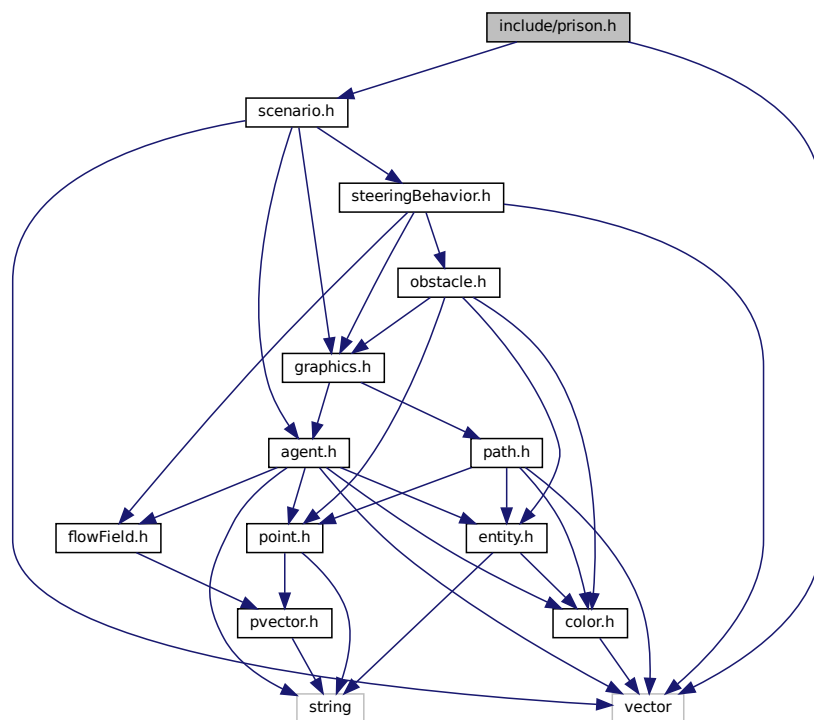 include/prison.h
scenario.h
steeringBehavior.h
obstacle.h
graphics.h
agent.h
path.h
flowField.h
point.h
entity.h
pvector.h
color.h
string
vector